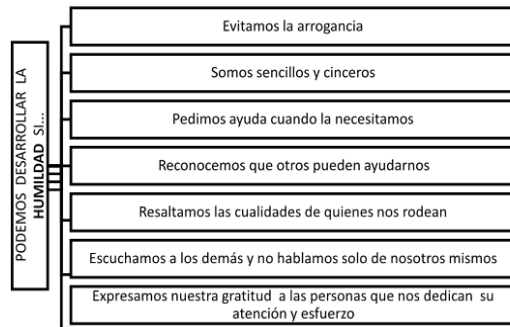 PODEMOS DESARROLLAR LA
HUMILDAD SI...
Evitamos la arrogancia
Somos sencillos y cinceros
Pedimos ayuda cuando la necesitamos
Reconocemos que otros pueden ayudarnos
Resaltamos las cualidades de quienes nos rodean
Escuchamos a los demás y no hablamos solo de nosotros mismos
Expresamos nuestra gratitud a las personas que nos dedican su
atención y esfuerzo